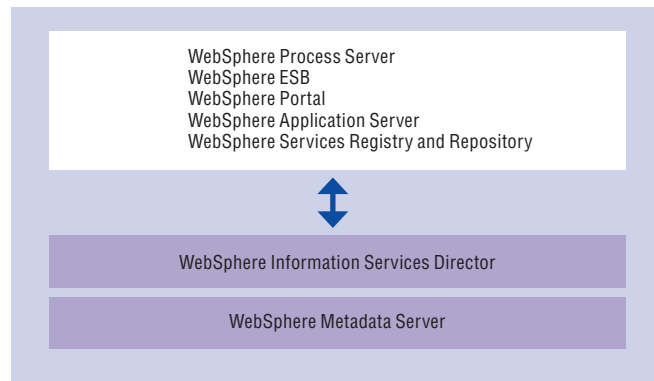 WebSphere Process Server
WebSphere ESB
WebSphere Portal
WebSphere Application Server
WebSphere Services Registry and Repository
WebSphere Information Services Director
WebSphere Metadata Server